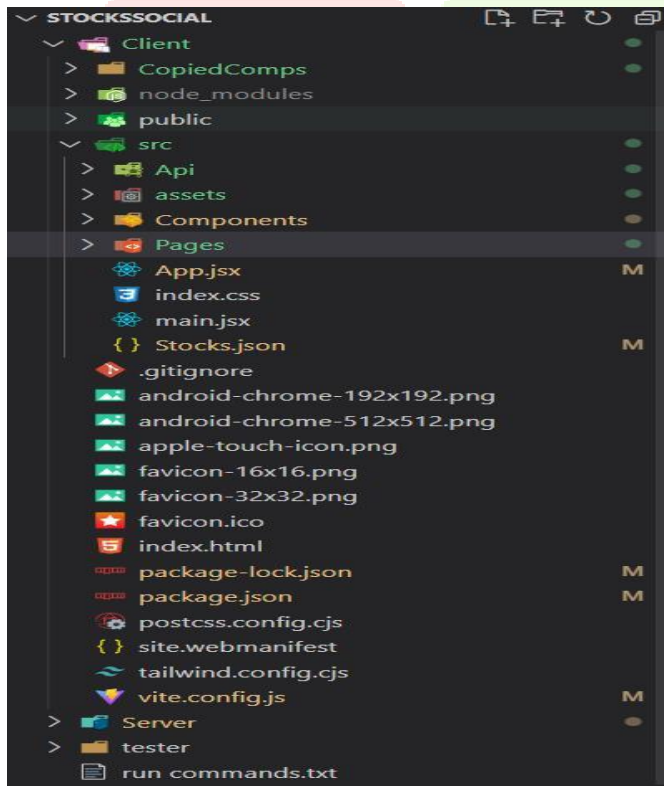 STOCKSSOCIAL
Client
CopiedComps
node_modules
public
src
Api
assets
Components
Pages
App.jsx M
index.css
main.jsx
{ } Stocks.json M
.gitignore
android-chrome-192x192.png
android-chrome-512x512.png
apple-touch-icon.png
favicon-16x16.png
favicon-32x32.png
favicon.ico
index.html
package-lock.json M
package.json M
postcss.config.cjs
{ } site.webmanifest
tailwind.config.cjs
vite.config.js M
Server
tester
run commands.txt